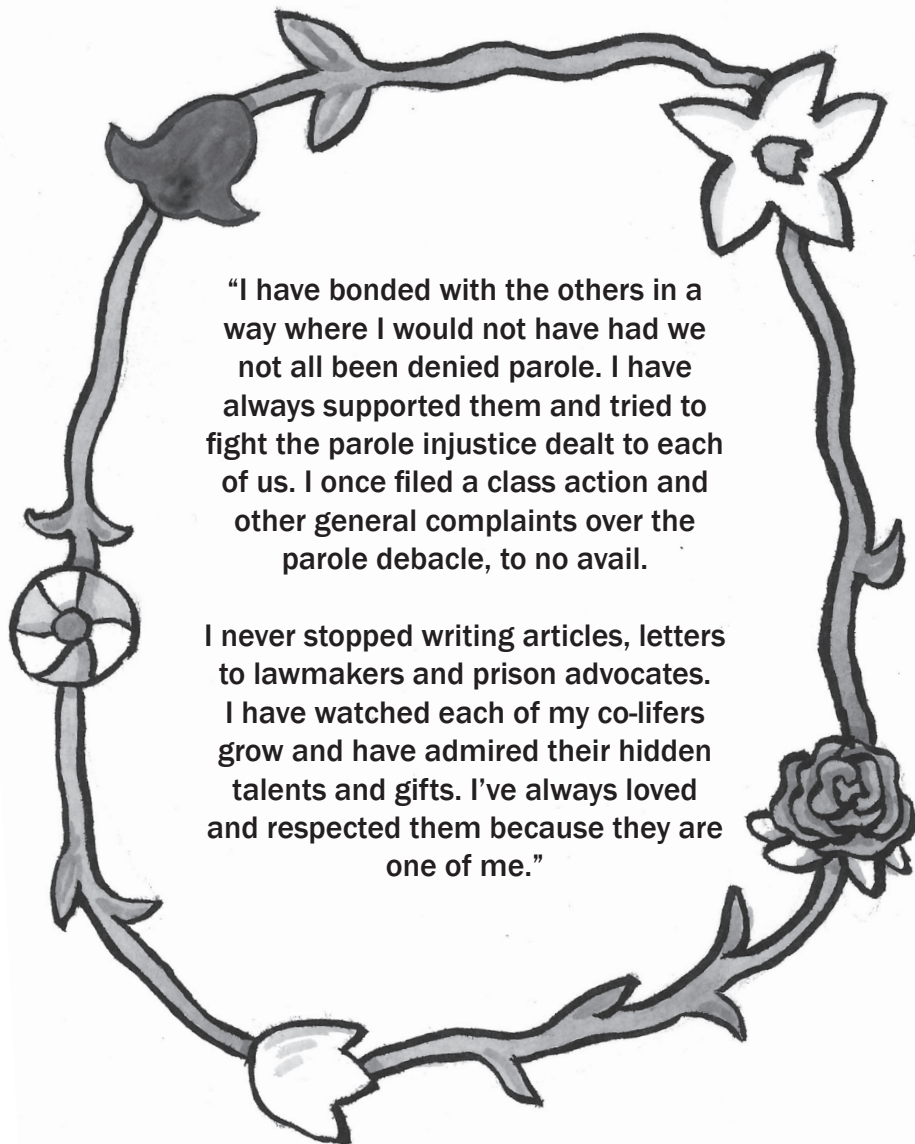 “I have bonded with the others in a
way where I would not have had we
not all been denied parole. I have
always supported them and tried to
fight the parole injustice dealt to each
of us. I once filed a class action and
other general complaints over the
parole debacle, to no avail.
I never stopped writing articles, letters
to lawmakers and prison advocates.
I have watched each of my co-lifers
grow and have admired their hidden
talents and gifts. I’ve always loved
and respected them because they are
one of me.”